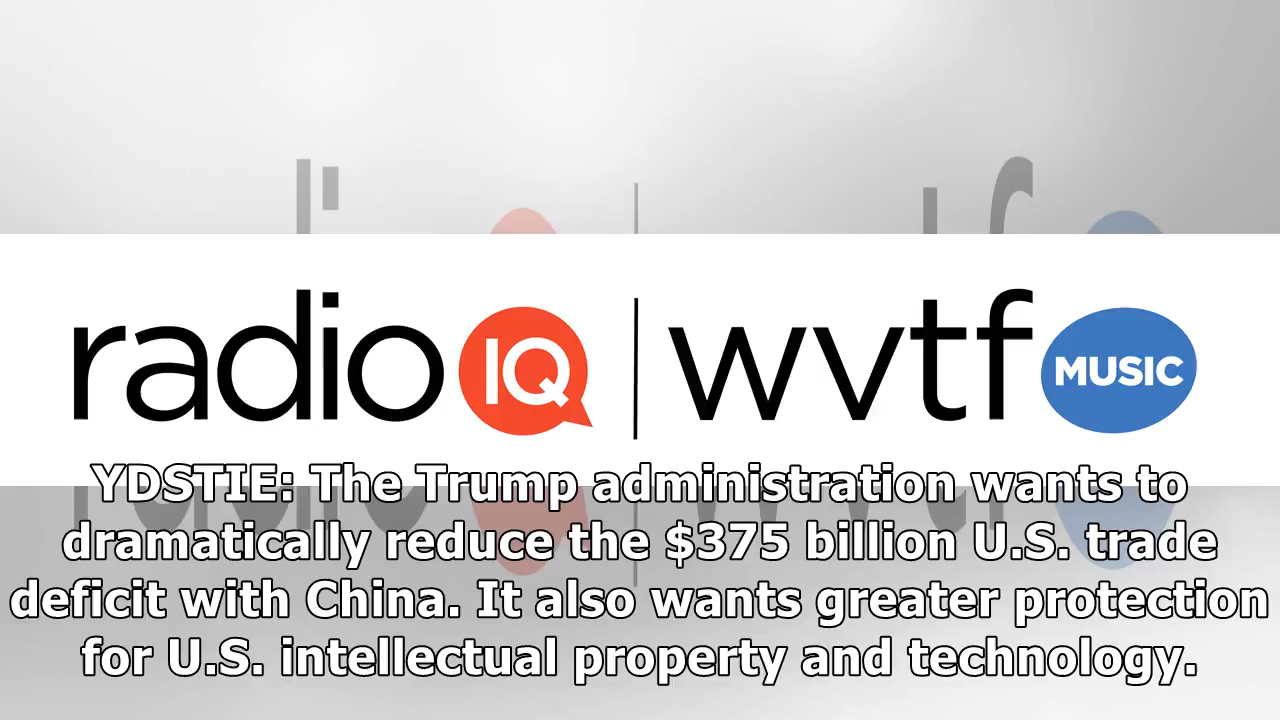 radio IQ | wvtf MUSIC
YDSTIE: The Trump administration wants to
dramatically reduce the $375 billion U.S. trade
deficit with China. It also wants greater protection
for U.S. intellectual property and technology.